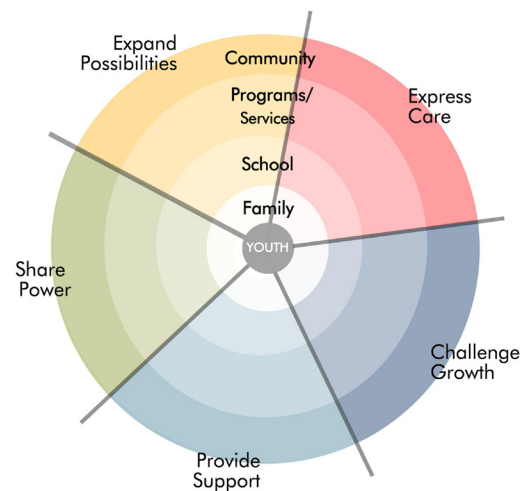 Expand
Possibilities
Community
Programs/
Services
School
Family
YOUTH
Express
Care
Share
Power
Challenge
Growth
Provide
Support